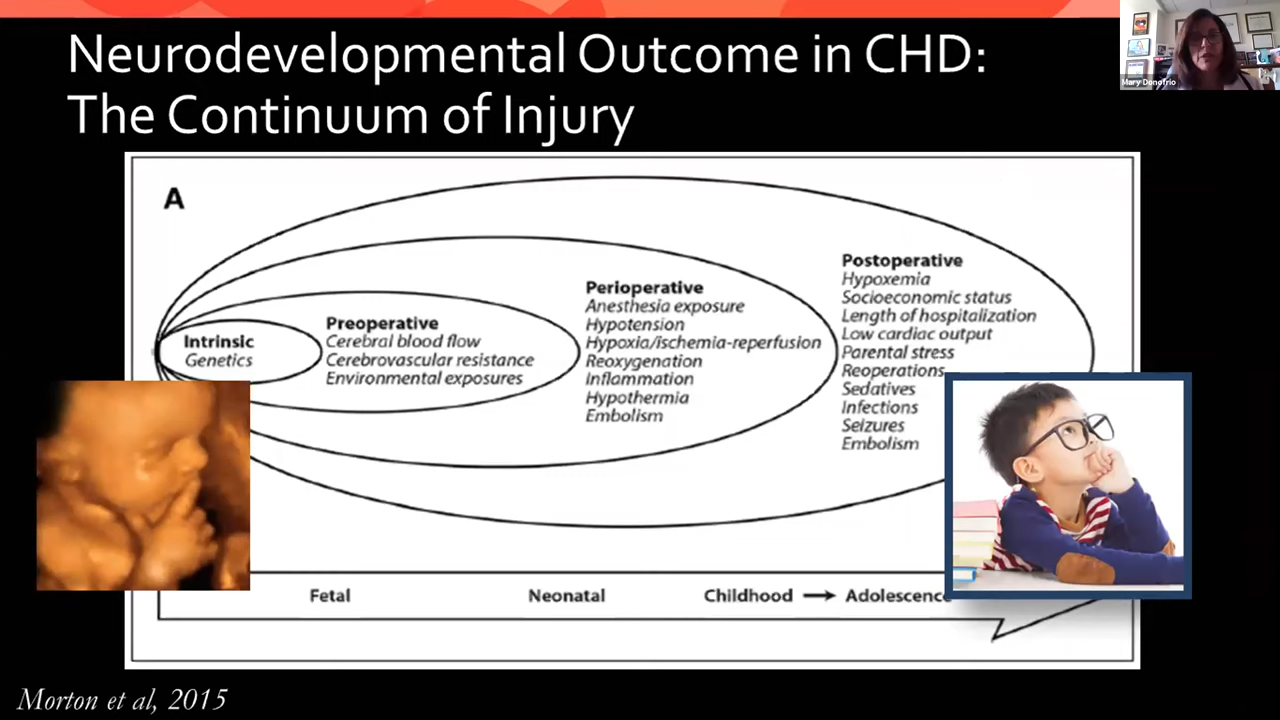 Neurodevelopmental Outcome in CHD:
The Continuum of Injury
Mary Donofrio
A
Intrinsic
Genetics
Preoperative
Cerebral blood flow
Cerebrovascular resistance
Environmental exposures
Perioperative
Anesthesia exposure
Hypotension
Hypoxia/ischemia-reperfusion
Reoxygenation
Inflammation
Hypothermia
Embolism
Postoperative
Hypoxemia
Socioeconomic status
Length of hospitalization
Low cardiac output
Parental stress
Reoperations
Sedatives
Infections
Seizures
Embolism
Fetal
Neonatal
Childhood → Adolescence
Morton et al, 2015